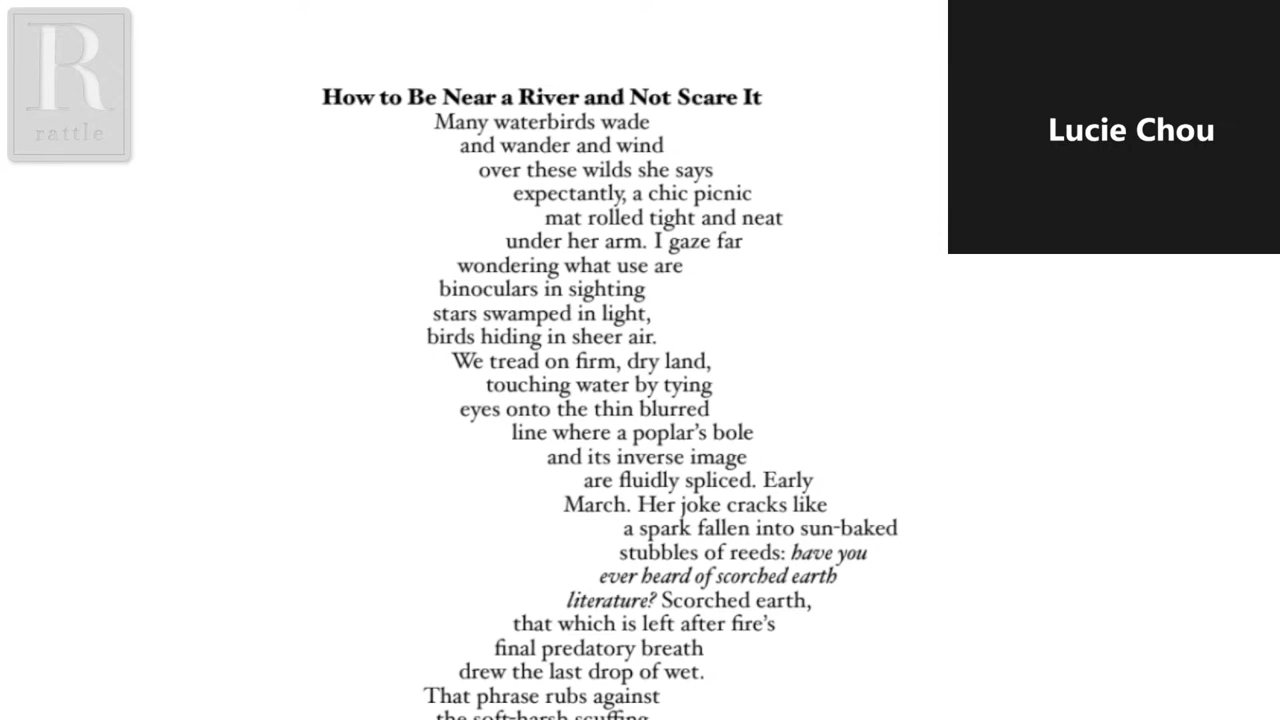 R
rattle
Lucie Chou
How to Be Near a River and Not Scare It
Many waterbirds wade
and wander and wind
over these wilds she says
expectantly, a chic picnic
mat rolled tight and neat
under her arm. I gaze far
wondering what use are
binoculars in sighting
stars swamped in light,
birds hiding in sheer air.
We tread on firm, dry land,
touching water by tying
eyes onto the thin blurred
line where a poplar’s bole
and its inverse image
are fluidly spliced. Early
March. Her joke cracks like
a spark fallen into sun-baked
stubbles of reeds: have you
ever heard of scorched earth
literature? Scorched earth,
that which is left after fire’s
final predatory breath
drew the last drop of wet.
That phrase rubs against
the soft-harsh scuffing